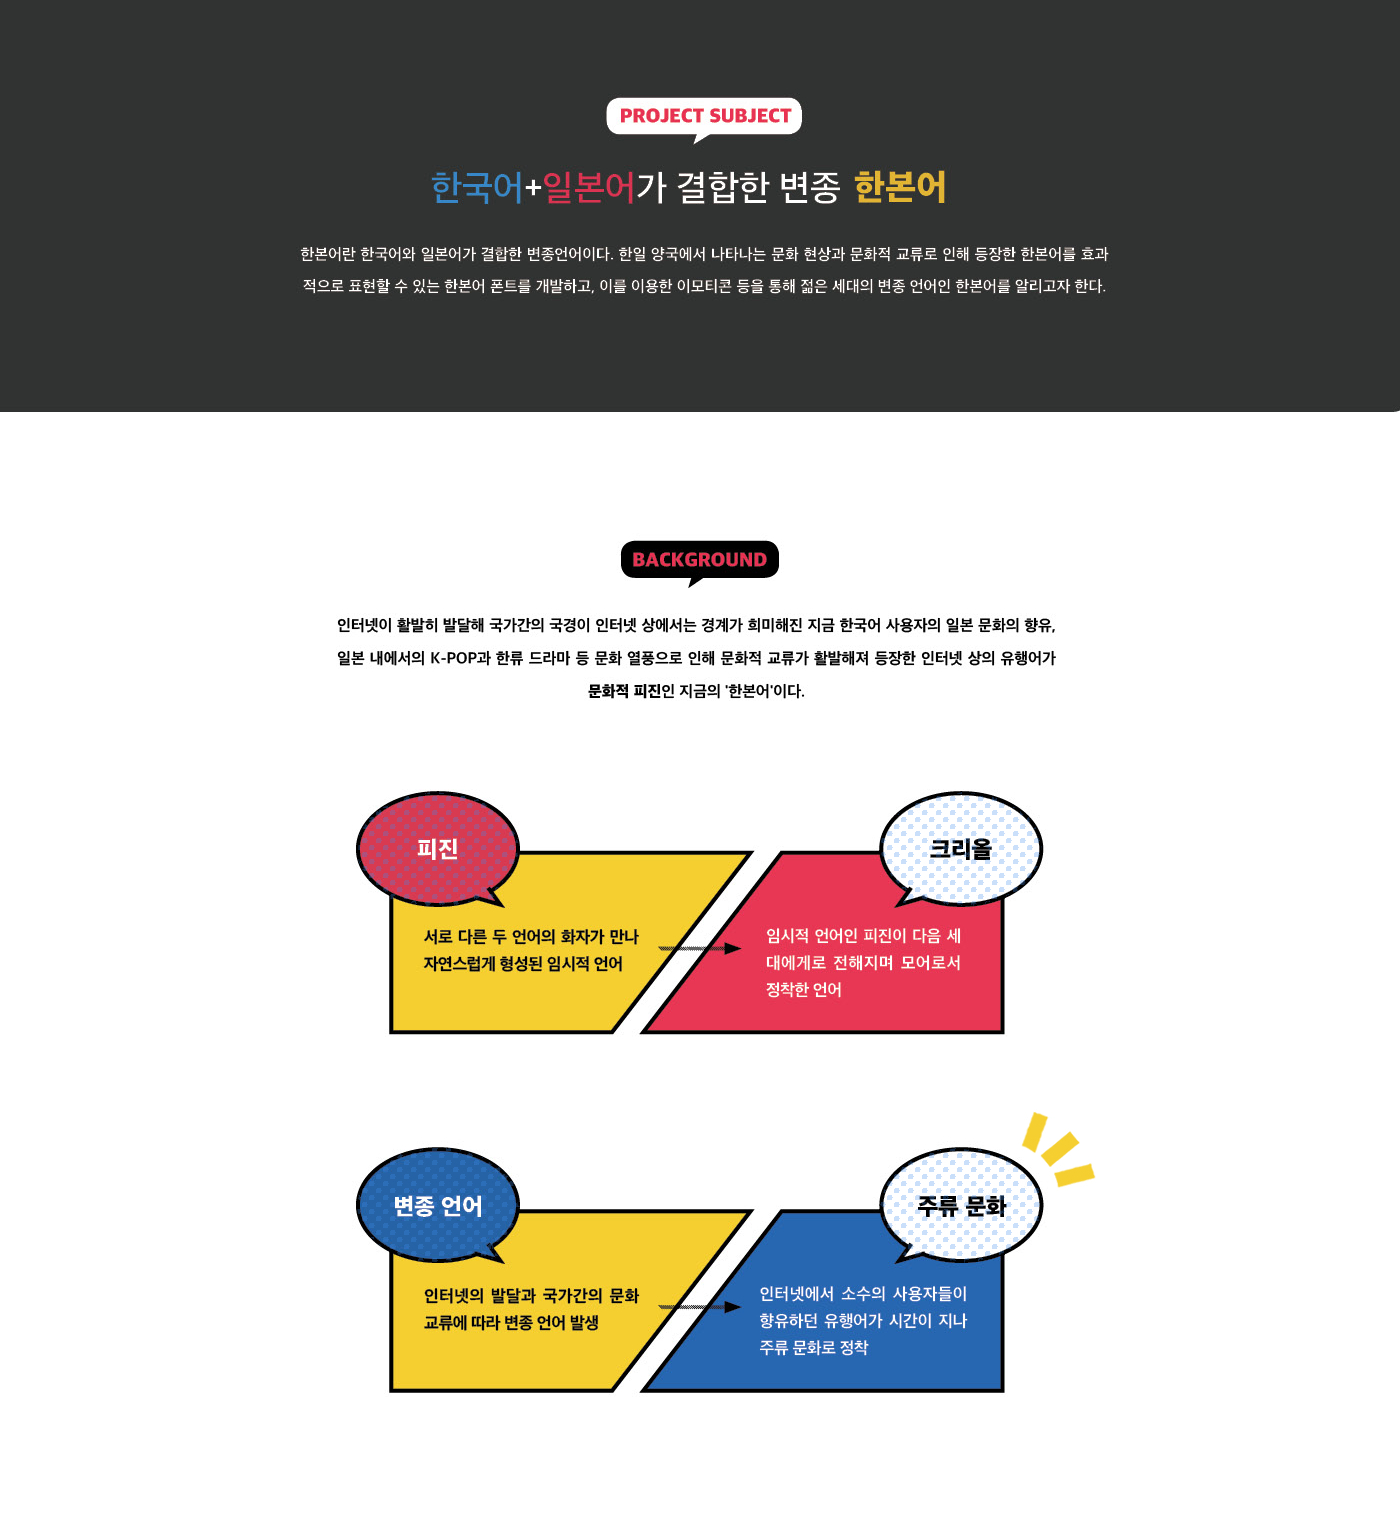 PROJECT SUBJECT
한국어+일본어가 결합한 변종 한본어
한본어란 한국어와 일본어가 결합한 변종언어이다. 한일 양국에서 나타나는 문화 현상과 문화적 교류로 인해 등장한 한본어를 효과
적으로 표현할 수 있는 한본어 폰트를 개발하고, 이를 이용한 이모티콘 등을 통해 젊은 세대의 변종 언어인 한본어를 알리고자 한다.
BACKGROUND
인터넷이 활발히 발달해 국가간의 국경이 인터넷 상에서는 경계가 희미해진 지금 한국어 사용자의 일본 문화의 향유,
일본 내에서의 K-POP과 한류 드라마 등 문화 열풍으로 인해 문화적 교류가 활발해져 등장한 인터넷 상의 유행어가
문화적 피진인 지금의 '한본어'이다.
피진
서로 다른 두 언어의 화자가 만나
자연스럽게 형성된 임시적 언어
크리올
임시적 언어인 피진이 다음 세
대에게로 전해지며 모어로서
정착한 언어
변종 언어
인터넷의 발달과 국가간의 문화
교류에 따라 변종 언어 발생
주류 문화
인터넷에서 소수의 사용자들이
향유하던 유행어가 시간이 지나
주류 문화로 정착